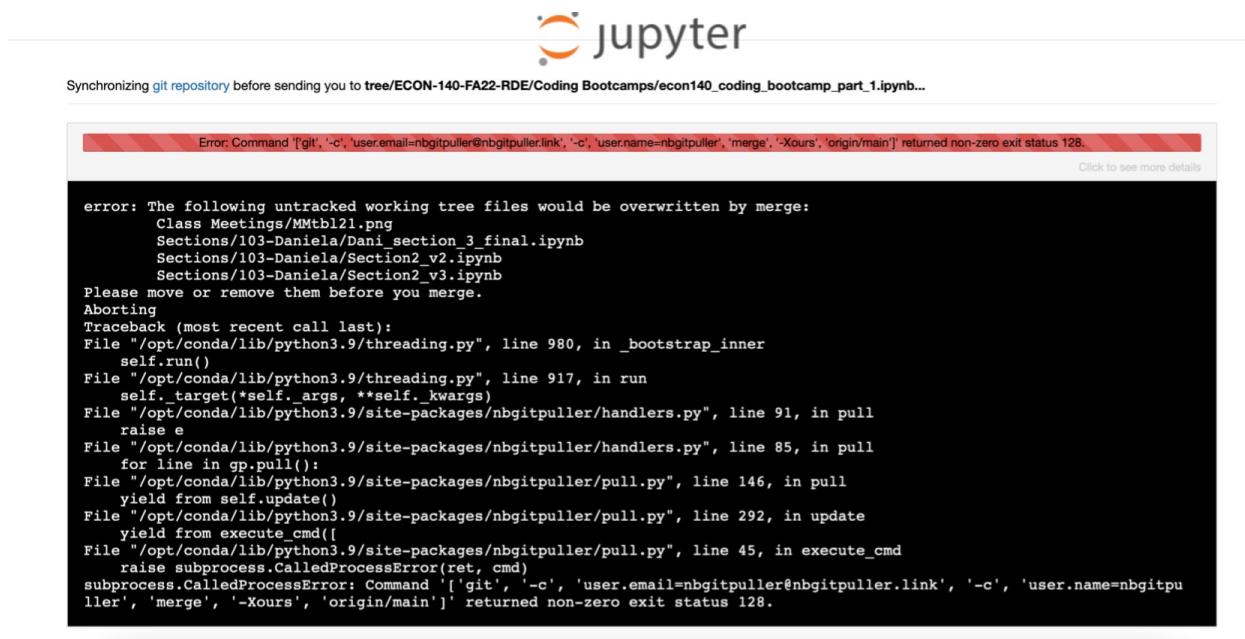 jupyter
Synchronizing git repository before sending you to tree/ECON-140-FA22-RDE/Coding Bootcamps/econ140_coding_bootcamp_part_1.ipynb...
Error: Command '['git', '-c', 'user.email=nbgitpuller@nbgitpuller.link', '-c', 'user.name=nbgitpuller', 'merge', '-Xours', 'origin/main']' returned non-zero exit status 128.
Click to see more details
error: The following untracked working tree files would be overwritten by merge:
        Class Meetings/MMtbl21.png
        Sections/103-Daniela/Dani_section_3_final.ipynb
        Sections/103-Daniela/Section2_v2.ipynb
        Sections/103-Daniela/Section2_v3.ipynb
Please move or remove them before you merge.
Aborting
Traceback (most recent call last):
File "/opt/conda/lib/python3.9/threading.py", line 980, in _bootstrap_inner
    self.run()
File "/opt/conda/lib/python3.9/threading.py", line 917, in run
    self._target(*self._args, **self._kwargs)
File "/opt/conda/lib/python3.9/site-packages/nbgitpuller/handlers.py", line 91, in pull
    raise e
File "/opt/conda/lib/python3.9/site-packages/nbgitpuller/handlers.py", line 85, in pull
    for line in gp.pull():
File "/opt/conda/lib/python3.9/site-packages/nbgitpuller/pull.py", line 146, in pull
    yield from self.update()
File "/opt/conda/lib/python3.9/site-packages/nbgitpuller/pull.py", line 292, in update
    yield from execute_cmd([
File "/opt/conda/lib/python3.9/site-packages/nbgitpuller/pull.py", line 45, in execute_cmd
    raise subprocess.CalledProcessError(ret, cmd)
subprocess.CalledProcessError: Command '['git', '-c', 'user.email=nbgitpuller@nbgitpuller.link', '-c', 'user.name=nbgitpu
ller', 'merge', '-Xours', 'origin/main']' returned non-zero exit status 128.